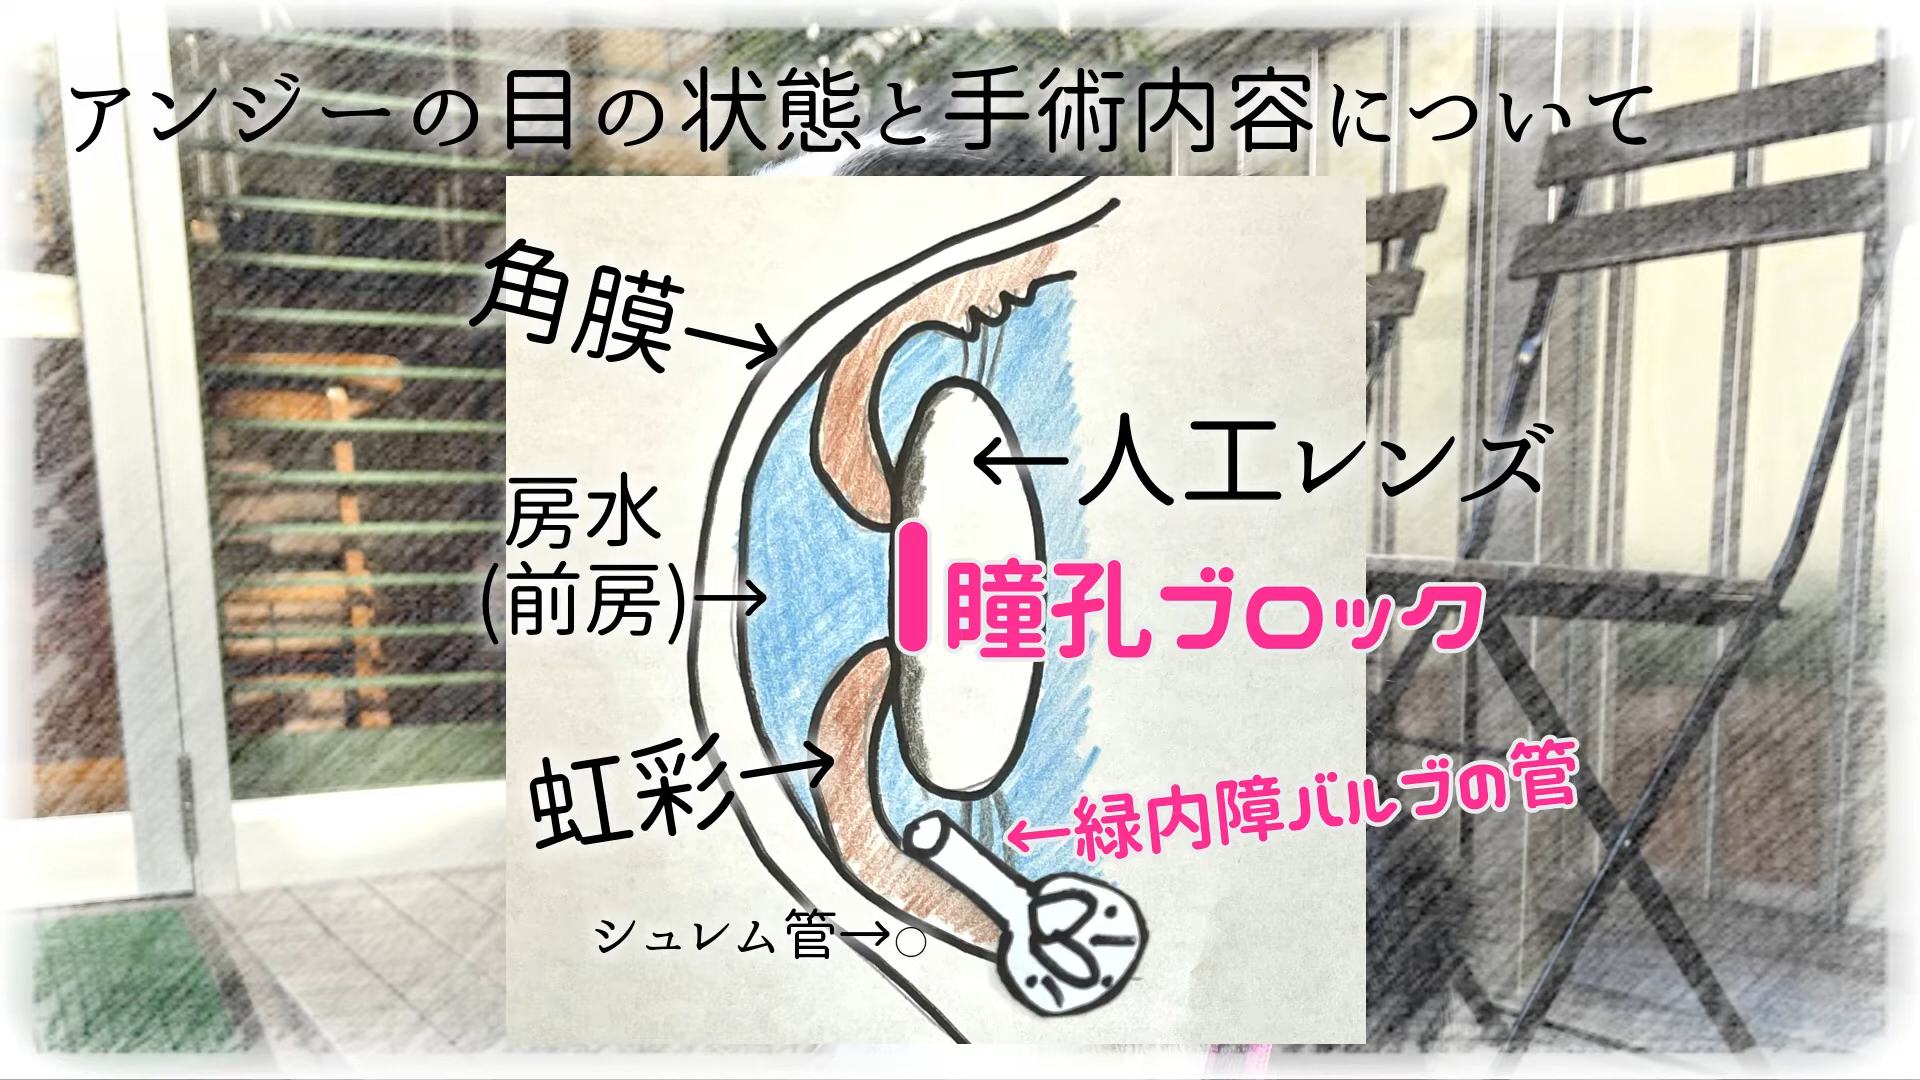 アンジーの目の状態と手術内容について
角膜→
←人工レンズ
房水
(前房)→
瞳孔ブロック
虹彩→
←緑内障バルブの管
シュレム管→○